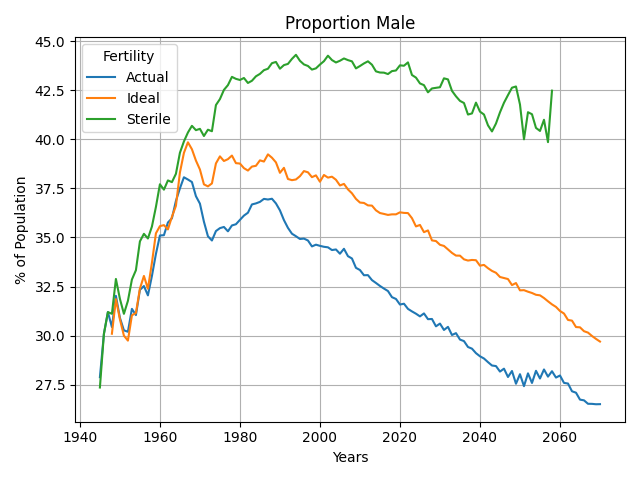 Proportion Male
45.0
42.5
40.0
37.5
35.0
32.5
30.0
27.5
% of Population
Fertility
Actual
Ideal
Sterile
1940
1960
1980
2000
2020
2040
2060
Years